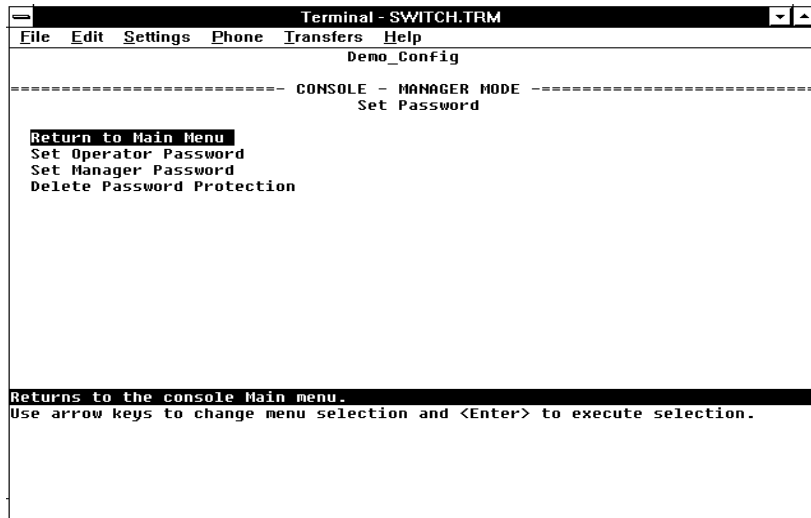 Terminal - SWITCH.TRM
File Edit Settings Phone Transfers Help
Demo_Config
==========================- CONSOLE - MANAGER MODE -==========================
Set Password
Return to Main Menu
Set Operator Password
Set Manager Password
Delete Password Protection
Returns to the console Main menu.
Use arrow keys to change menu selection and <Enter> to execute selection.